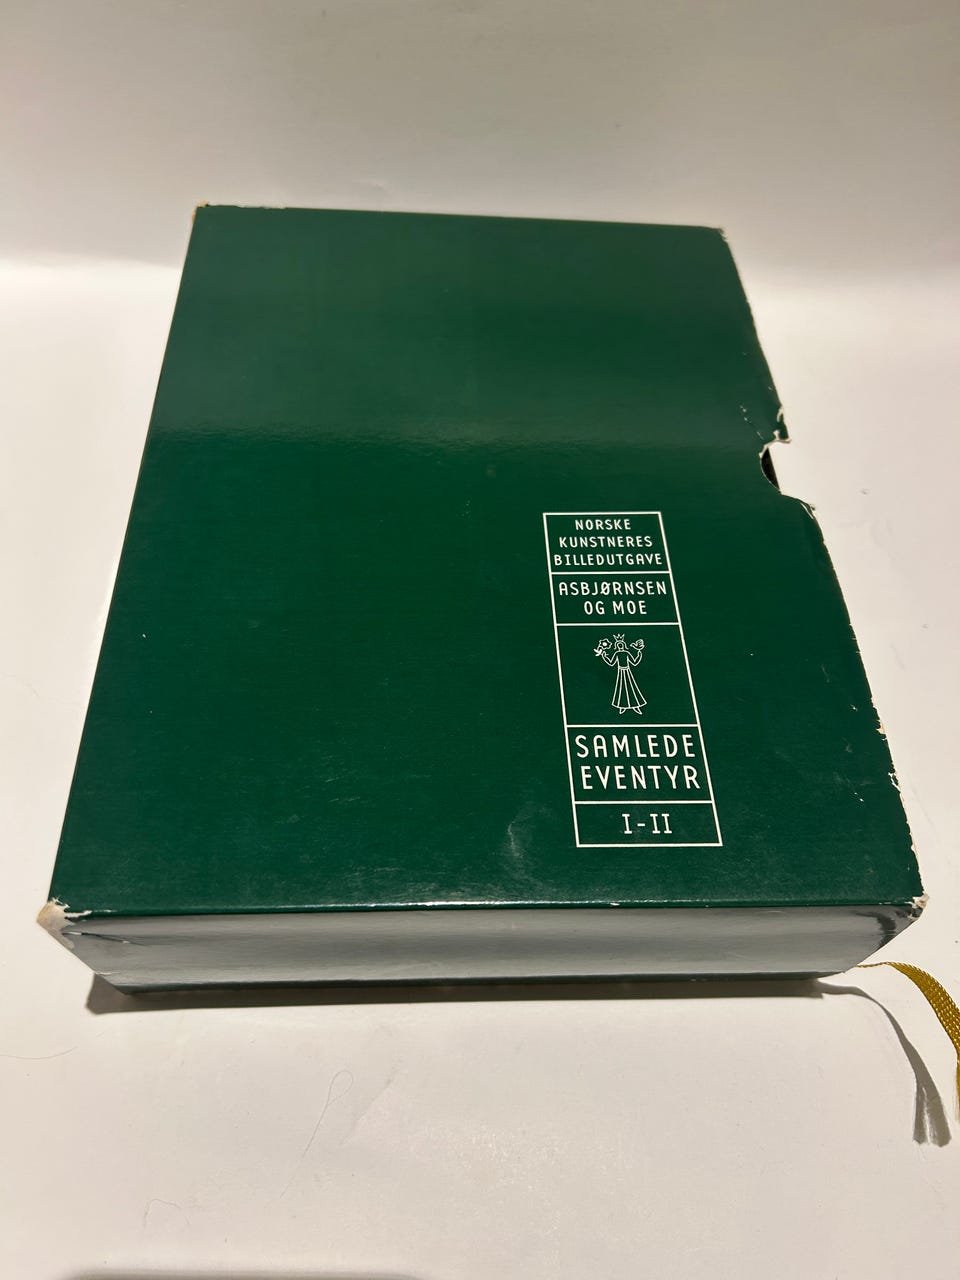 NORSKE
KUNSTNERES
BILLEDUTGAVE
ASBJØRNSEN
OG MOE
SAMLEDE
EVENTYR
I-II